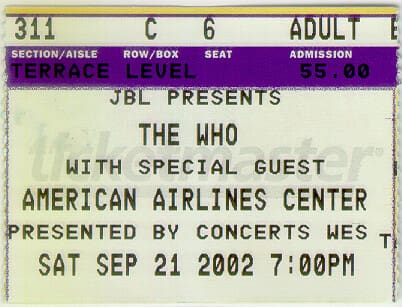 311 C 6 ADULT
SECTION/AISLE ROW/BOX SEAT ADMISSION
TERRACE LEVEL 55.00
JBL PRESENTS
THE WHO
ticketmaster®
WITH SPECIAL GUEST
AMERICAN AIRLINES CENTER
PRESENTED BY CONCERTS WES
SAT SEP 21 2002 7:00PM